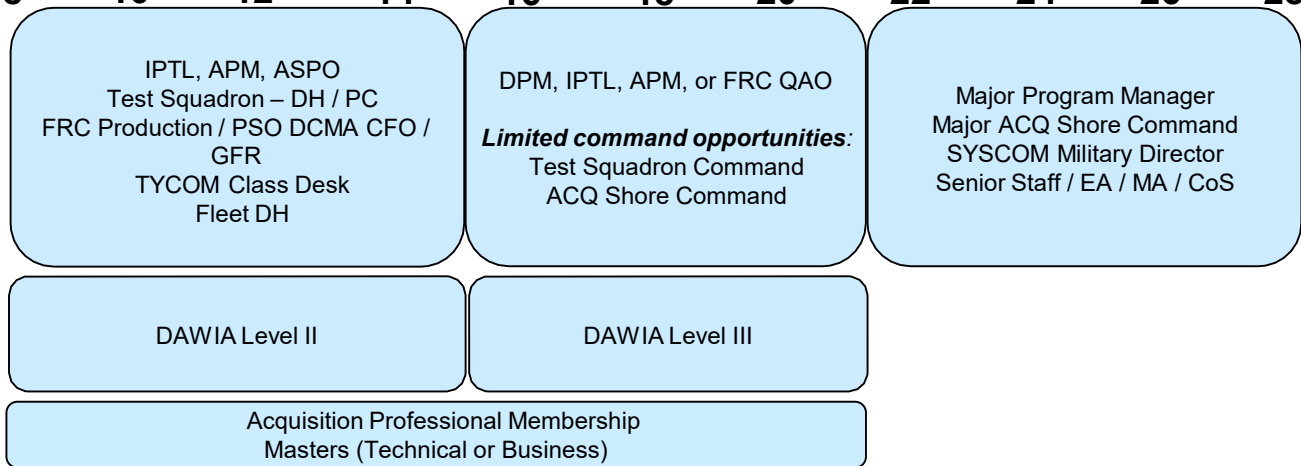 IPTL, APM, ASPO
Test Squadron – DH / PC
FRC Production / PSO DCMA CFO /
GFR
TYCOM Class Desk
Fleet DH
DPM, IPTL, APM, or FRC QAO
Limited command opportunities:
Test Squadron Command
ACQ Shore Command
Major Program Manager
Major ACQ Shore Command
SYSCOM Military Director
Senior Staff / EA / MA / CoS
DAWIA Level II
DAWIA Level III
Acquisition Professional Membership
Masters (Technical or Business)